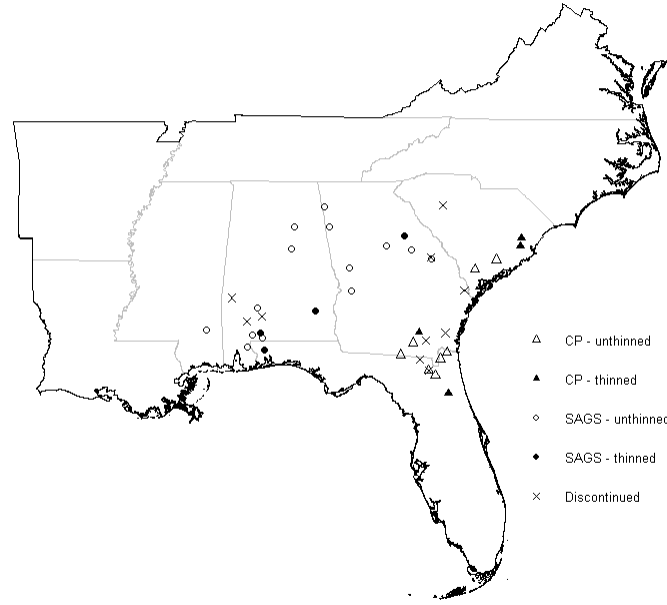 CP - unthinned
CP - thinned
SAGS - unthinned
SAGS - thinned
Discontinued